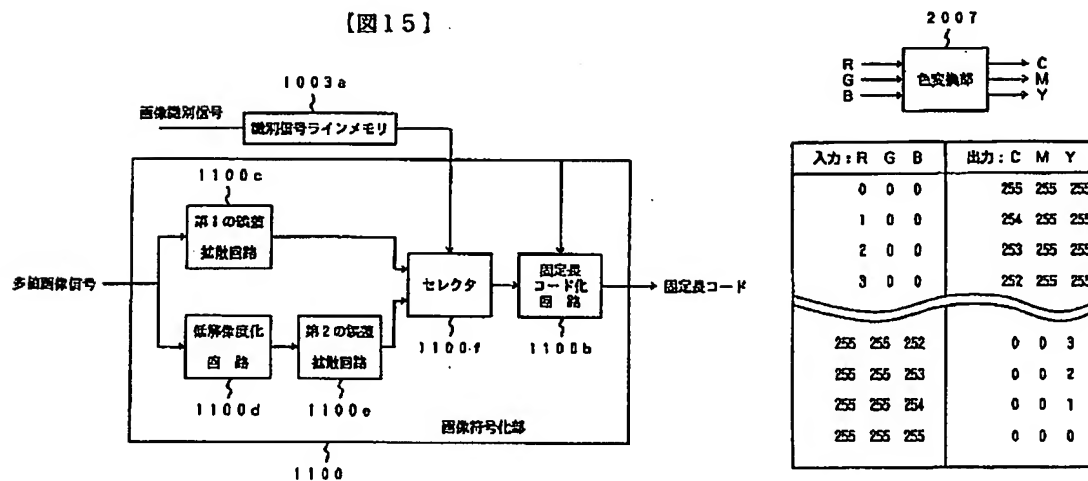 【図15】
1003a
画像識別信号
識別信号ラインメモリ
1100c
第1の誤差
拡散回路
多値画像信号
セレクタ
固定長
コード化
回路
固定長コード
低解像度化
回路
第2の誤差
拡散回路
1100f
1100b
1100d
1100e
画像符号化部
1100
2007
R
G
B
色変換部
C
M
Y
入力:R G B 出力:C M Y
0 0 0 255 255 255
1 0 0 254 255 255
2 0 0 253 255 255
3 0 0 252 255 255
255 255 252 0 0 3
255 255 253 0 0 2
255 255 254 0 0 1
255 255 255 0 0 0